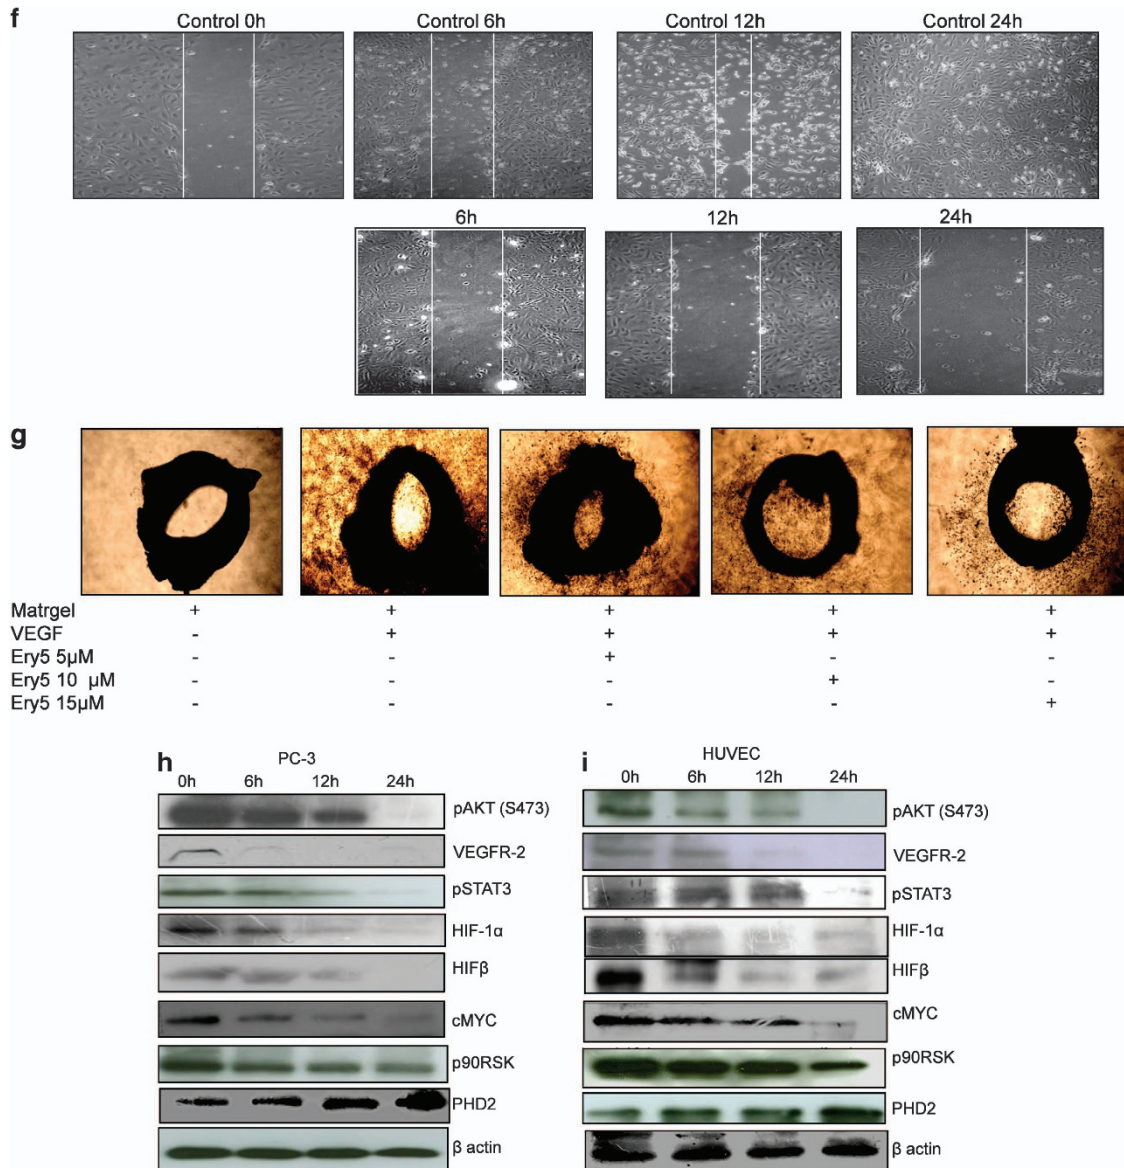 f
Control 0h Control 6h Control 12h Control 24h
6h 12h 24h
g
Matrgel + + + + +
VEGF - + + + +
Ery5 5µM - - + - -
Ery5 10 µM - - - + -
Ery5 15µM - - - - +
h PC-3
0h 6h 12h 24h
pAKT (S473)
VEGFR-2
pSTAT3
HIF-1α
HIFβ
cMYC
p90RSK
PHD2
β actin
i HUVEC
0h 6h 12h 24h
pAKT (S473)
VEGFR-2
pSTAT3
HIF-1α
HIFβ
cMYC
p90RSK
PHD2
β actin